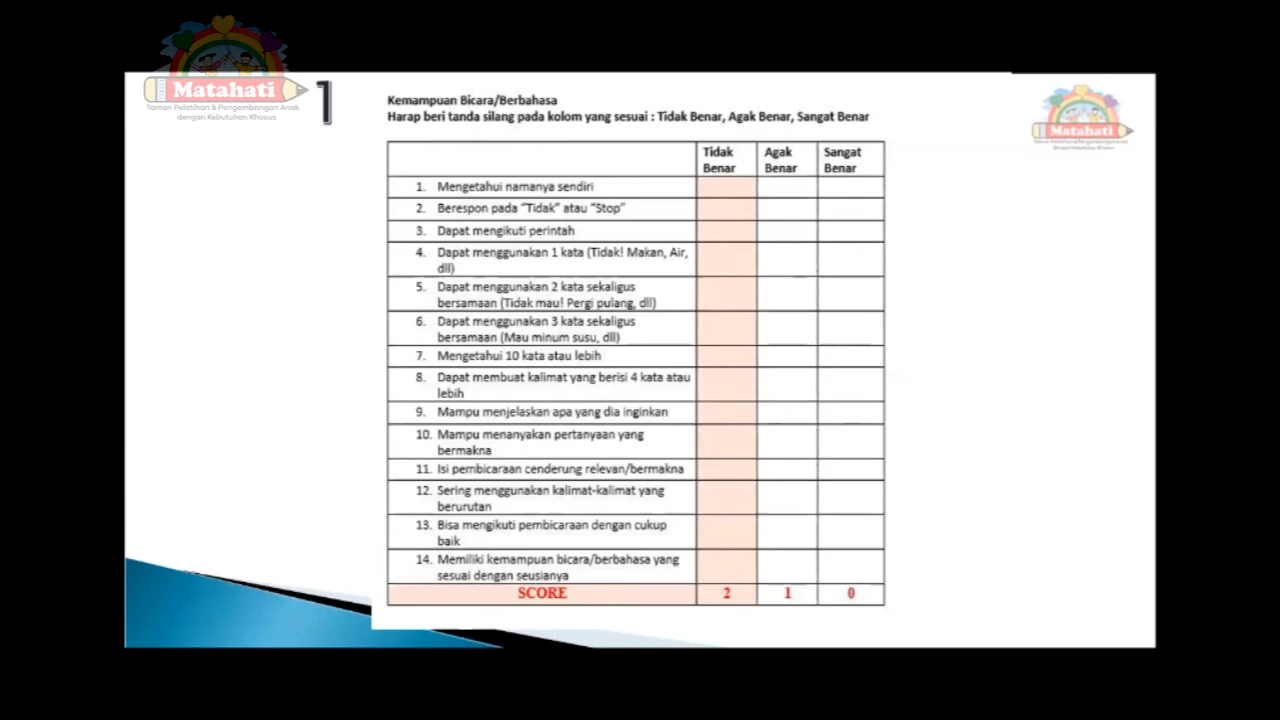 Matahati
Taman Pelatihan & Pengembangan Anak
dengan Kebutuhan Khusus
1
Kemampuan Bicara/Berbahasa
Harap beri tanda silang pada kolom yang sesuai : Tidak Benar, Agak Benar, Sangat Benar
Matahati
Taman Pelatihan & Pengembangan Anak
dengan Kebutuhan Khusus
Tidak Benar
Agak Benar
Sangat Benar
1. Mengetahui namanya sendiri
2. Berespon pada “Tidak” atau “Stop”
3. Dapat mengikuti perintah
4. Dapat menggunakan 1 kata (Tidak! Makan, Air,
dll)
5. Dapat menggunakan 2 kata sekaligus
bersamaan (Tidak mau! Pergi pulang, dll)
6. Dapat menggunakan 3 kata sekaligus
bersamaan (Mau minum susu, dll)
7. Mengetahui 10 kata atau lebih
8. Dapat membuat kalimat yang berisi 4 kata atau
lebih
9. Mampu menjelaskan apa yang dia inginkan
10. Mampu menanyakan pertanyaan yang
bermakna
11. Isi pembicaraan cenderung relevan/bermakna
12. Sering menggunakan kalimat-kalimat yang
berurutan
13. Bisa mengikuti pembicaraan dengan cukup
baik
14. Memiliki kemampuan bicara/berbahasa yang
sesuai dengan seusianya
SCORE 2 1 0